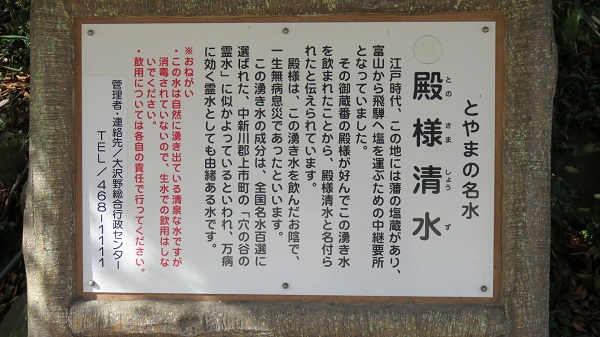 とやまの名水
殿様清水
とのさましょうず
江戸時代、この地には藩の塩蔵があり、
富山から飛騨へ塩を運ぶための中継要所
となっていました。
その御蔵番の殿様が好んでこの湧き水
を飲まれたことから、殿様清水と名付ら
れたと伝えられています。
殿様は、この湧き水を飲んだお陰で、
一生無病息災であったといいます。
この湧き水の成分は、全国名水百選に
選ばれた、中新川郡上市町の「穴の谷の
霊水」に似かよっているといわれ、万病
に効く霊水としても由緒ある水です。
※おねがい
・この水は自然に湧き出ている清泉な水ですが
消毒されていないので、生水での飲用はしな
いでください。
・飲用については各自の責任で行ってください。
管理者・連絡先／大沢野総合行政センター
TEL／468-1111